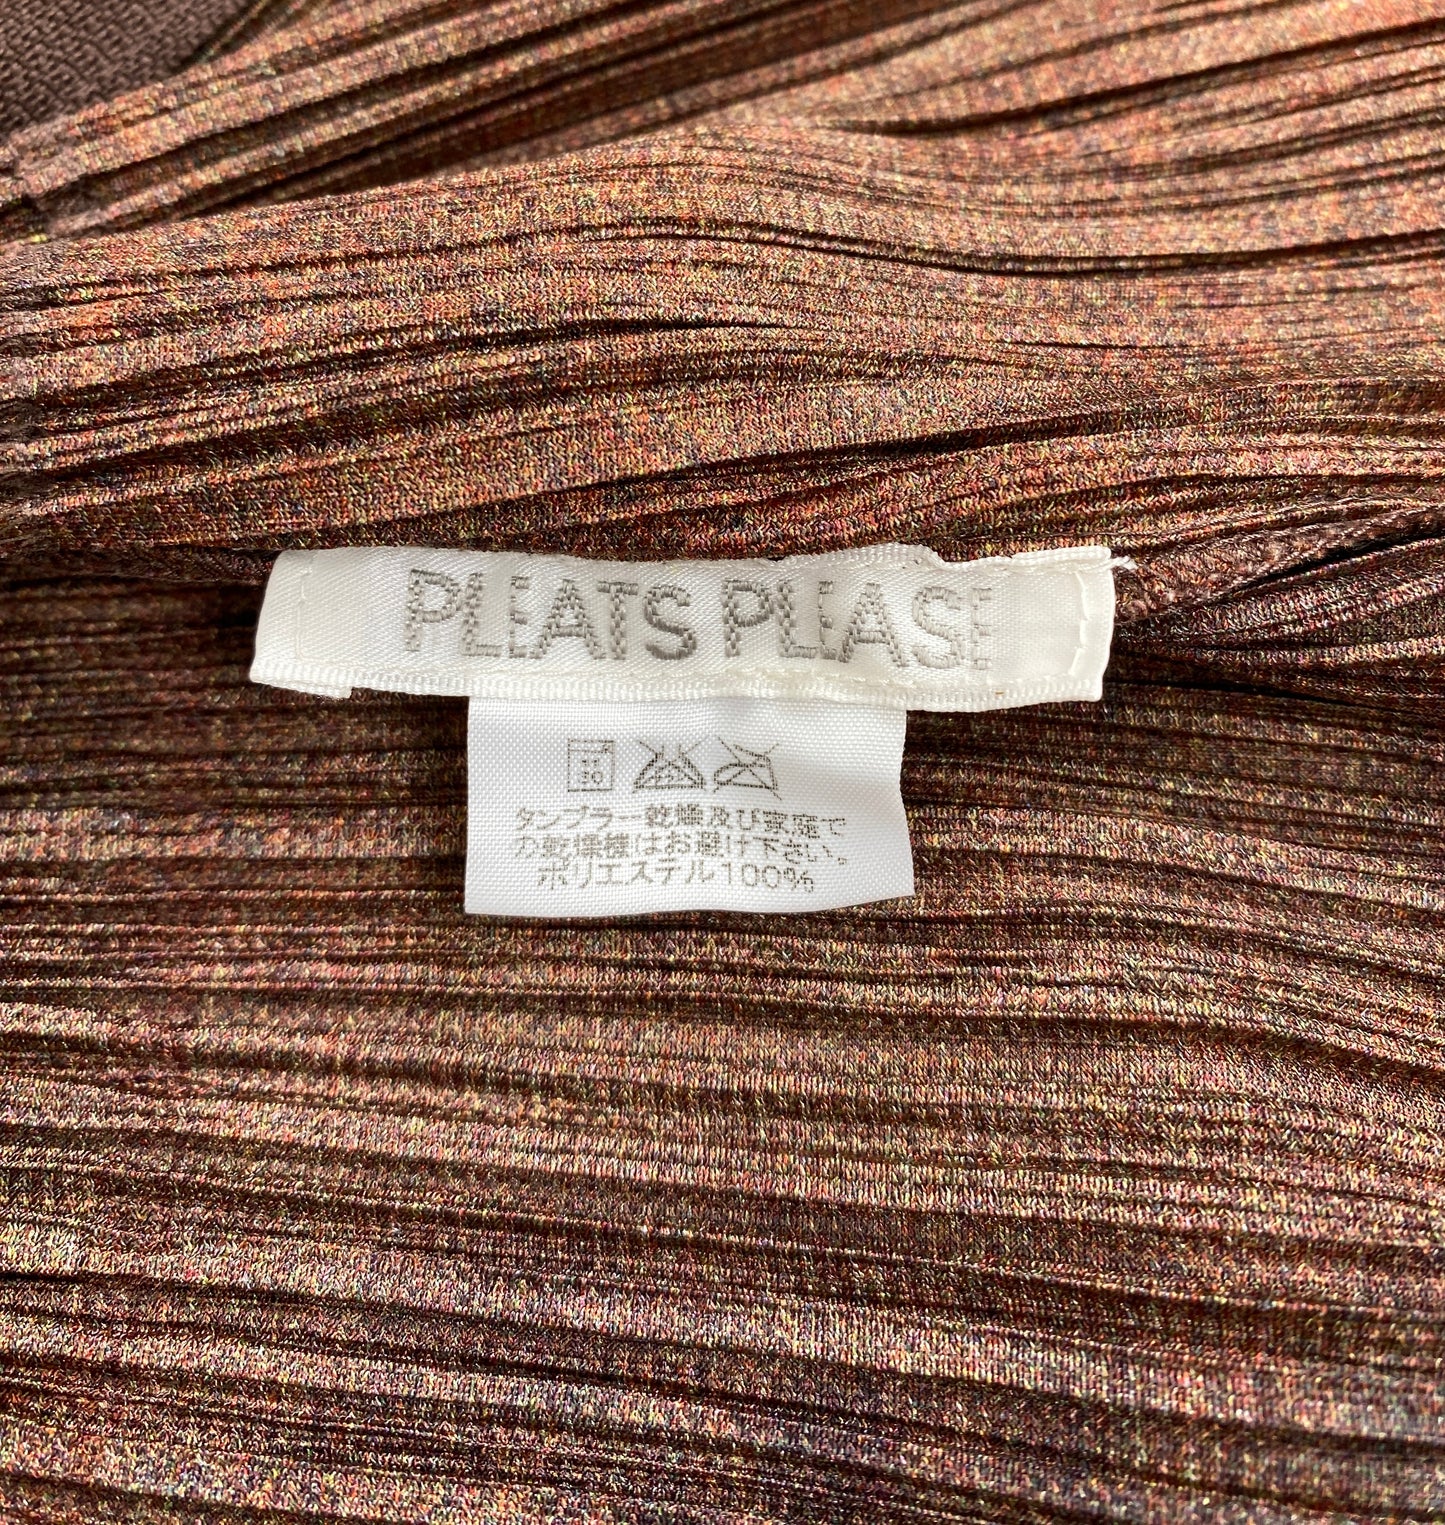 PLEATS PLEASE
30
タンブラー乾燥及び家庭で
の乾燥機はお避け下さい。
ポリエステル100%